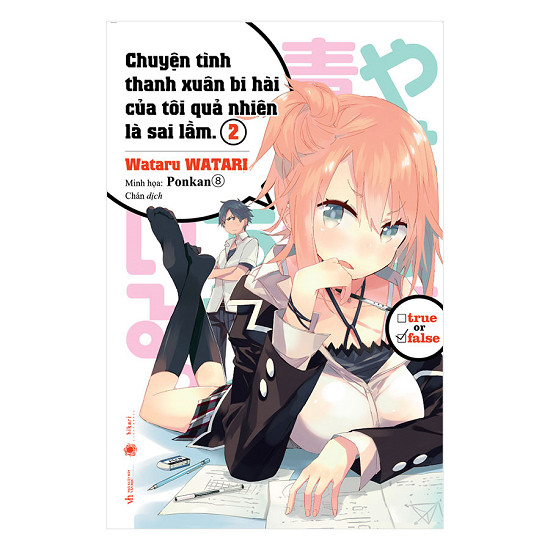 Chuyện tình
thanh xuân bi hài
của tôi quả nhiên
là sai lầm. 2
Wataru WATARI
Minh họa: Ponkan⑧
Chân dịch
true
or
false
hikari